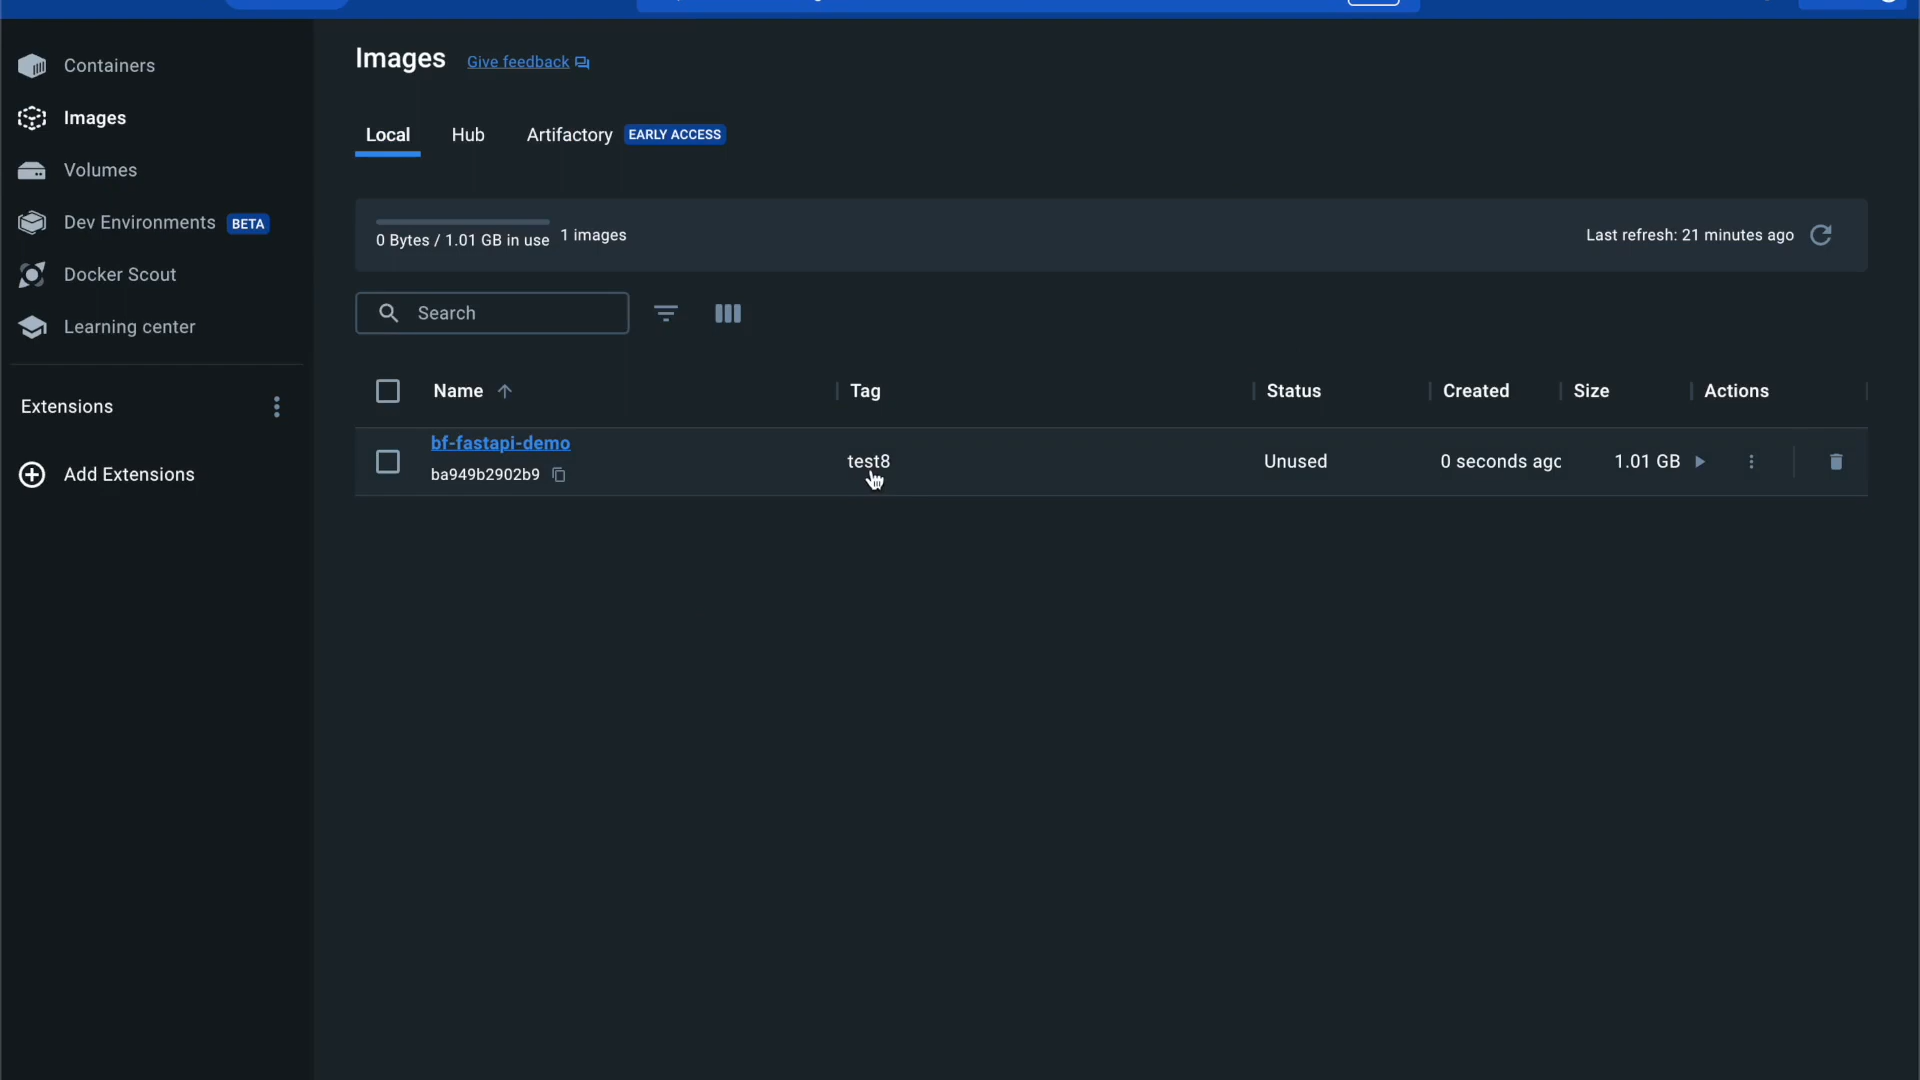 Containers
Images
Volumes
Dev Environments BETA
Docker Scout
Learning center
Extensions
Add Extensions
Images Give feedback
Local Hub Artifactory EARLY ACCESS
0 Bytes / 1.01 GB in use 1 images Last refresh: 21 minutes ago
Search
Name Tag Status Created Size Actions
bf-fastapi-demo
ba949b2902b9 test8 Unused 0 seconds agc 1.01 GB